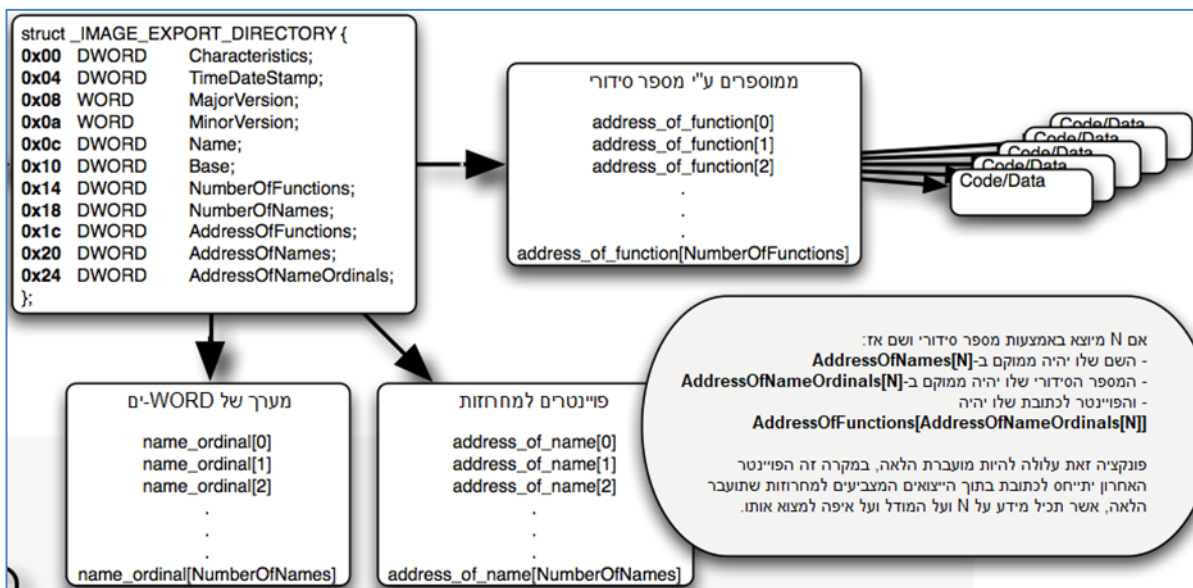 struct _IMAGE_EXPORT_DIRECTORY {
0x00 DWORD Characteristics;
0x04 DWORD TimeDateStamp;
0x08 WORD MajorVersion;
0x0a WORD MinorVersion;
0x0c DWORD Name;
0x10 DWORD Base;
0x14 DWORD NumberOfFunctions;
0x18 DWORD NumberOfNames;
0x1c DWORD AddressOfFunctions;
0x20 DWORD AddressOfNames;
0x24 DWORD AddressOfNameOrdinals;
};
ממוספרים ע"י מספר סידורי
address_of_function[0]
address_of_function[1]
address_of_function[2]
.
.
.
address_of_function[NumberOfFunctions]
Code/Data
Code/Data
Code/Data
Code/Data
Code/Data
מערך של WORD-ים
name_ordinal[0]
name_ordinal[1]
name_ordinal[2]
.
.
.
name_ordinal[NumberOfNames]
פויינטרים למחרוזות
address_of_name[0]
address_of_name[1]
address_of_name[2]
.
.
.
address_of_name[NumberOfNames]
אם N מיוצא באמצעות מספר סידורי ושם אז:
- השם שלו יהיה ממוקם ב-AddressOfNames[N]
- המספר הסידורי שלו יהיה ממוקם ב-AddressOfNameOrdinals[N]
- והפויינטר לכתובת שלו יהיה
AddressOfFunctions[AddressOfNameOrdinals[N]]
פונקציה זאת עלולה להיות מועברת הלאה, במקרה זה הפויינטר
האחרון יתייחס לכתובת בתוך הייצואים המצביעים למחרוזות שתועבר
הלאה, אשר תכיל מידע על N ועל המודל ועל איפה למצוא אותו.